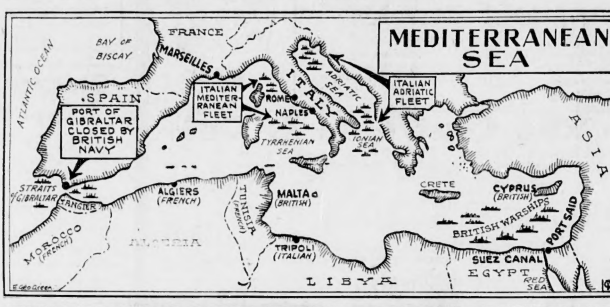 MEDITERRANEAN
SEA
FRANCE
BAY OF
BISCAY
MARSEILLES
ATLANTIC OCEAN
SPAIN
PORT OF
GIBRALTAR
CLOSED BY
BRITISH
NAVY
ITALIAN
MEDITER-
RANEAN
FLEET
ROME
ITALY
NAPLES
ADRIATIC
SEA
ITALIAN
ADRIATIC
FLEET
IONIAN
SEA
TYRRHENIAN
SEA
ASIA
STRAITS
OF GIBRALTAR
TANGIER
ALGIERS
(FRENCH)
TUNISIA
(FRENCH)
MALTA
(BRITISH)
CRETE
CYPRUS
(BRITISH)
BRITISH WARSHIPS
PORT SAID
MOROCCO
(FRENCH)
ALGERIA
TRIPOLI
(ITALIAN)
SUEZ CANAL
LIBYA
EGYPT
RED
SEA
E. Geo Green